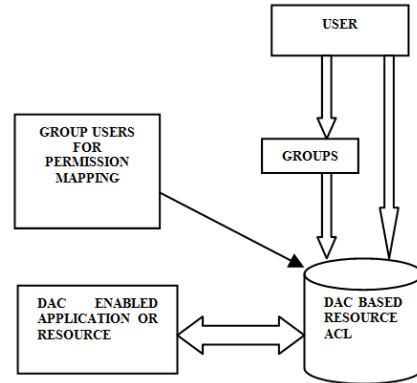 USER
GROUP USERS
FOR
PERMISSION
MAPPING
GROUPS
DAC ENABLED
APPLICATION OR
RESOURCE
DAC BASED
RESOURCE
ACL